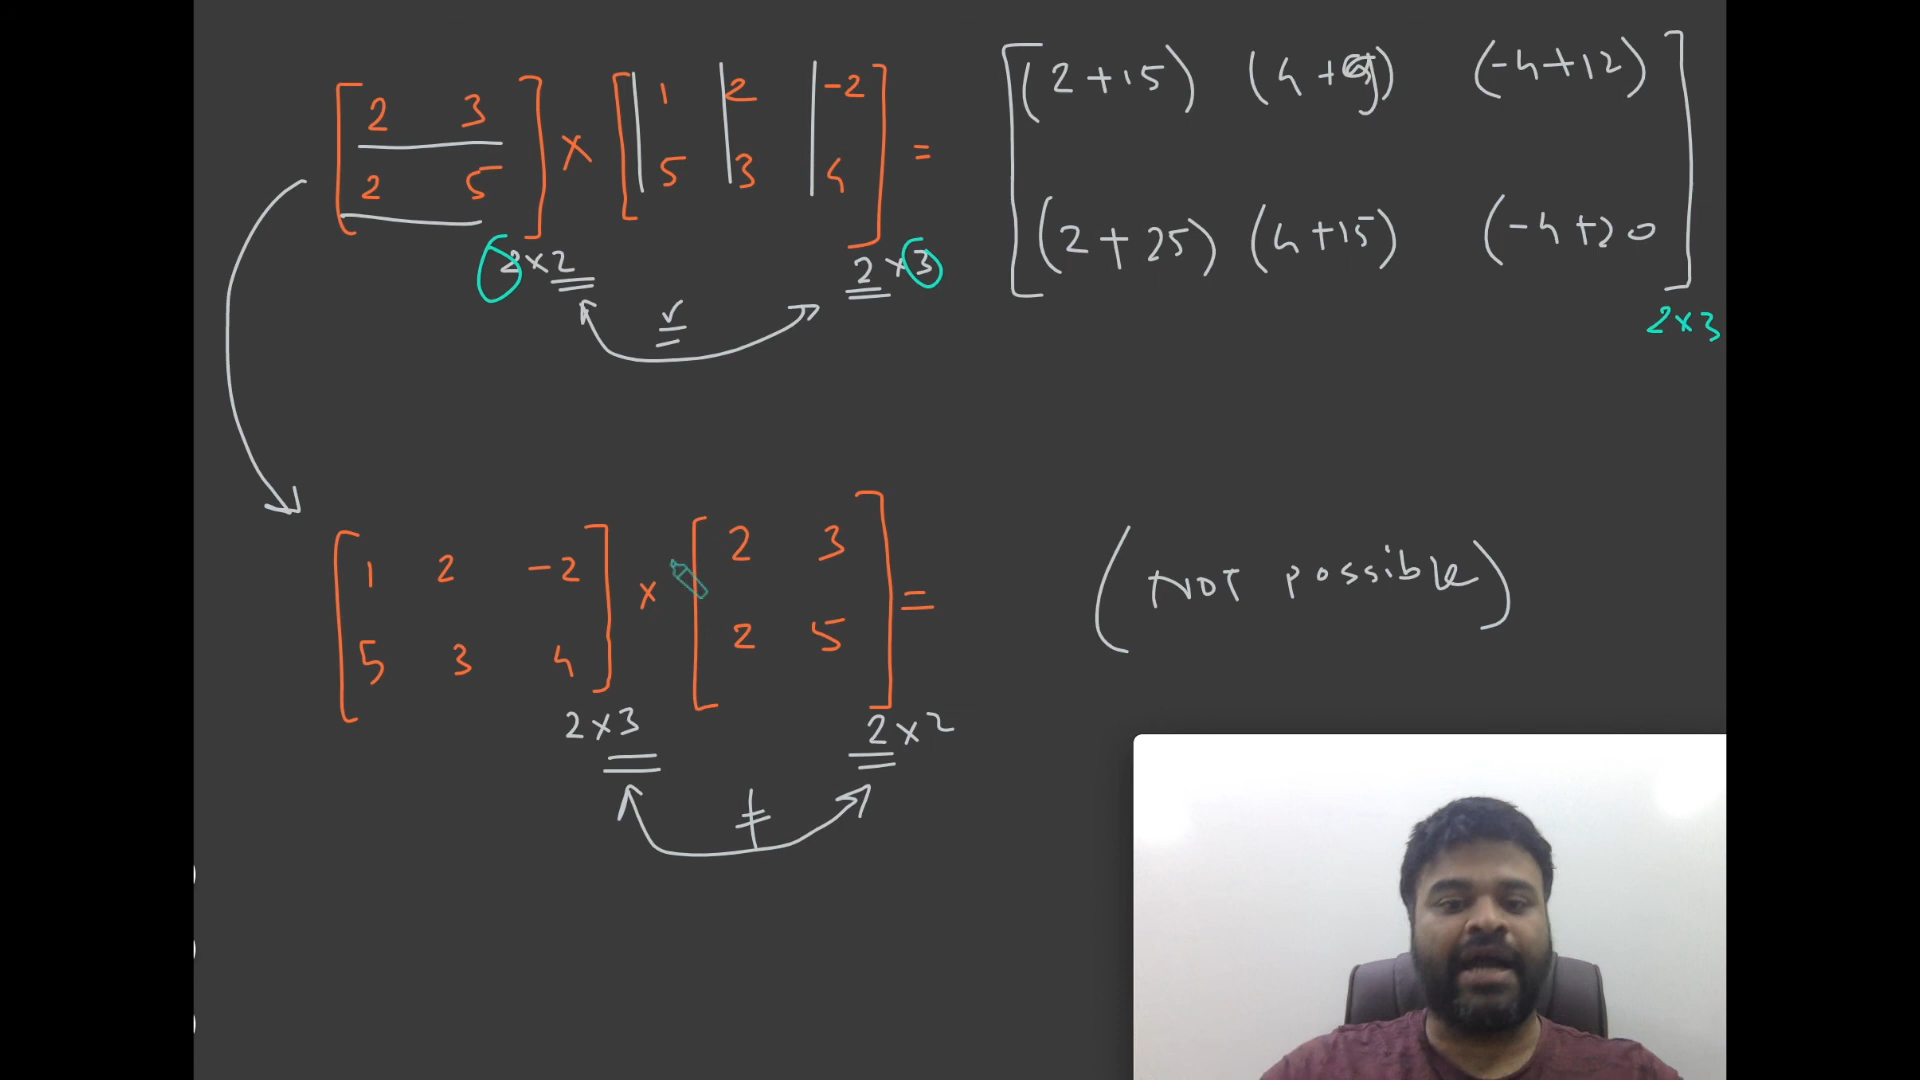 [2 3] × [1 2 -2] = [(2+15) (4+9) (-4+12)]
[2 5] [5 3 4] [(2+25) (4+15) (-4+20]
2×2 2×3 2×3
[1 2 -2] × [2 3] = (NOT possible)
[5 3 4] [2 5]
2×3 2×2
≠